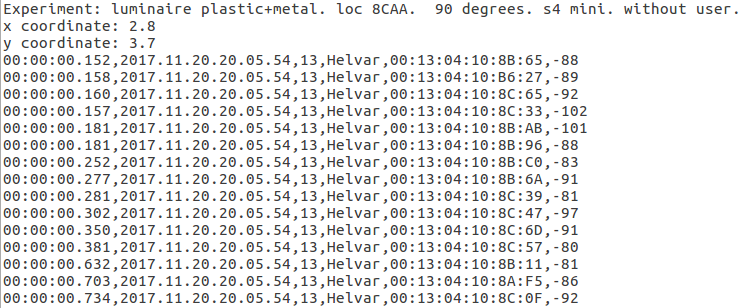 Experiment: luminaire plastic+metal. loc 8CAA.  90 degrees. s4 mini. without user.
x coordinate: 2.8
y coordinate: 3.7
00:00:00.152,2017.11.20.20.05.54,13,Helvar,00:13:04:10:8B:65,-88
00:00:00.158,2017.11.20.20.05.54,13,Helvar,00:13:04:10:B6:27,-89
00:00:00.160,2017.11.20.20.05.54,13,Helvar,00:13:04:10:8C:65,-92
00:00:00.157,2017.11.20.20.05.54,13,Helvar,00:13:04:10:8C:33,-102
00:00:00.181,2017.11.20.20.05.54,13,Helvar,00:13:04:10:8B:AB,-101
00:00:00.181,2017.11.20.20.05.54,13,Helvar,00:13:04:10:8B:96,-88
00:00:00.252,2017.11.20.20.05.54,13,Helvar,00:13:04:10:8B:C0,-83
00:00:00.277,2017.11.20.20.05.54,13,Helvar,00:13:04:10:8B:6A,-91
00:00:00.281,2017.11.20.20.05.54,13,Helvar,00:13:04:10:8C:39,-81
00:00:00.302,2017.11.20.20.05.54,13,Helvar,00:13:04:10:8C:47,-97
00:00:00.350,2017.11.20.20.05.54,13,Helvar,00:13:04:10:8C:6D,-91
00:00:00.381,2017.11.20.20.05.54,13,Helvar,00:13:04:10:8C:57,-80
00:00:00.632,2017.11.20.20.05.54,13,Helvar,00:13:04:10:8B:11,-81
00:00:00.703,2017.11.20.20.05.54,13,Helvar,00:13:04:10:8A:F5,-86
00:00:00.734,2017.11.20.20.05.54,13,Helvar,00:13:04:10:8C:0F,-92